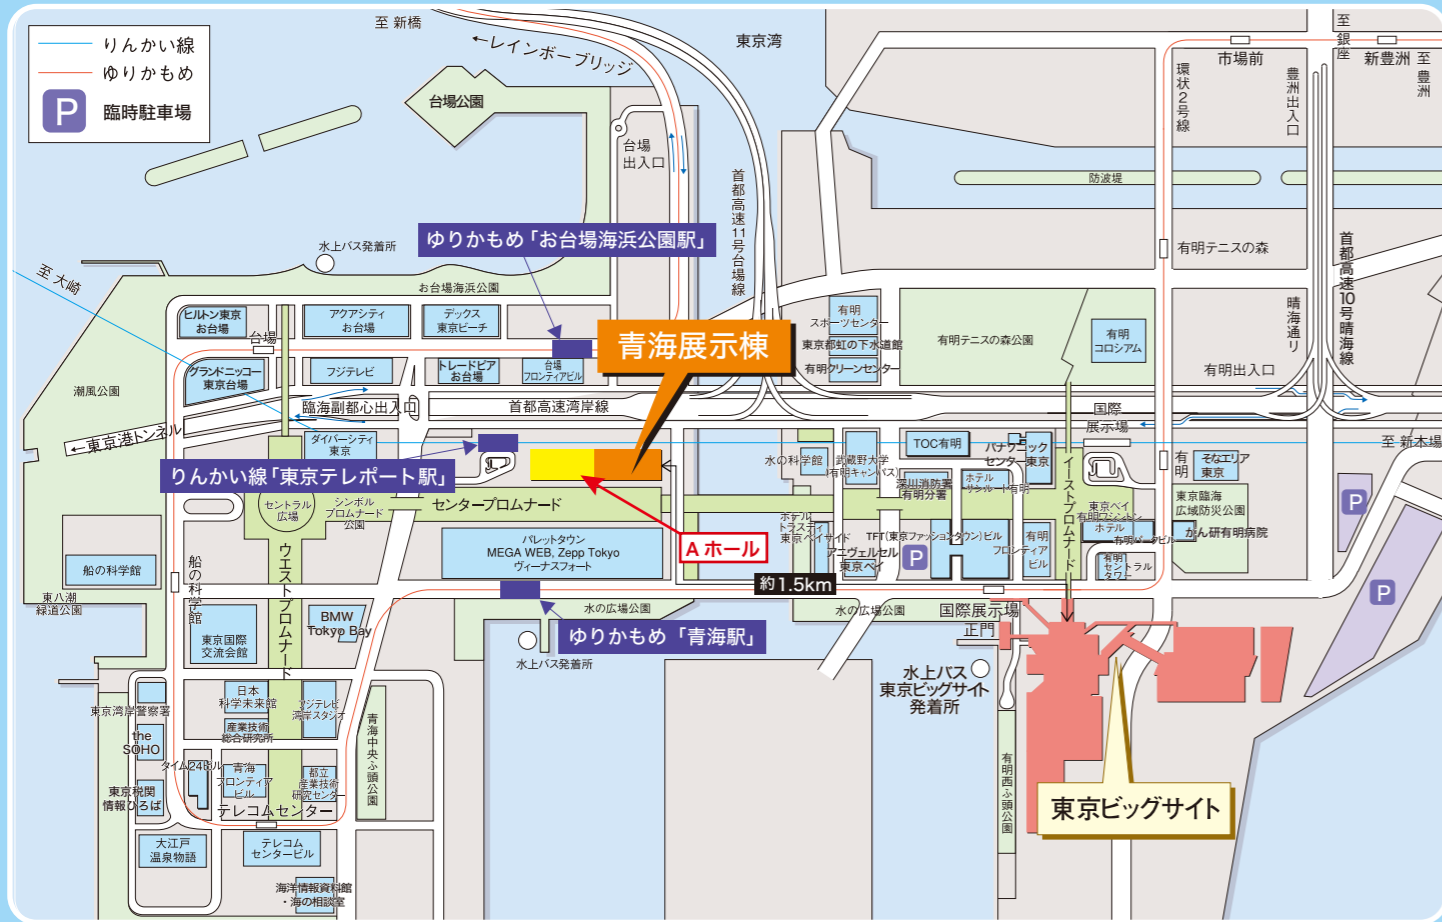 りんかい線
ゆりかもめ
P
臨時駐車場
至 新橋
←レインボーブリッジ
東京湾
台場公園
台場
出入口
首都高速11号台場線
至 銀座
市場前
新豊洲
至 豊洲
環状2号線
豊洲出入口
防波堤
有明テニスの森
首都高速10号晴海線
晴海通り
ゆりかもめ「お台場海浜公園駅」
水上バス発着所
至 大崎
お台場海浜公園
ヒルトン東京
お台場
アクアシティ
お台場
デックス
東京ビーチ
台場
青海展示棟
有明
スポーツセンター
東京都虹の下水道館
有明クリーンセンター
有明テニスの森公園
有明
コロシアム
有明出入口
潮風公園
グランドニッコー
東京台場
フジテレビ
トレードピア
お台場
台場
フロンティアビル
臨海副都心出入口
首都高速湾岸線
国際
展示場
←東京港トンネル
ダイバーシティ
東京
りんかい線「東京テレポート駅」
水の科学館
武蔵野大学
(有明キャンパス)
TOC有明
パナソニック
センター東京
至 新木場
有明
そなエリア
東京
深川消防署
有明分署
ホテル
サンルート有明
イーストプロムナード
東京臨海
広域防災公園
P
セントラル
広場
シンボル
プロムナード
公園
センタープロムナード
ホテル
トラスティ
東京ベイサイド
TFT(東京ファッションタウン)ビル
有明
フロンティア
ビル
東京ベイ
有明ワシントン
ホテル
有明パークビル
がん研有明病院
Aホール
パレットタウン
MEGA WEB, Zepp Tokyo
ヴィーナスフォート
アニヴェルセル
東京ベイ
P
有明
セントラル
タワー
船の科学館
船の科学館
ウエストプロムナード
約1.5km
P
東八潮
緑道公園
水の広場公園
水の広場公園
国際展示場
正門
BMW
Tokyo Bay
東京国際
交流会館
ゆりかもめ「青海駅」
水上バス発着所
水上バス
東京ビッグサイト
発着所
東京湾岸警察署
日本
科学未来館
フジテレビ
湾岸スタジオ
産業技術
総合研究所
青海中央ふ頭公園
the
SOHO
タイム24ビル
青海
フロンティア
ビル
都立
産業技術
研究センター
有明西ふ頭公園
東京税関
情報ひろば
テレコムセンター
東京ビッグサイト
大江戸
温泉物語
テレコム
センタービル
海洋情報資料館
・海の相談室